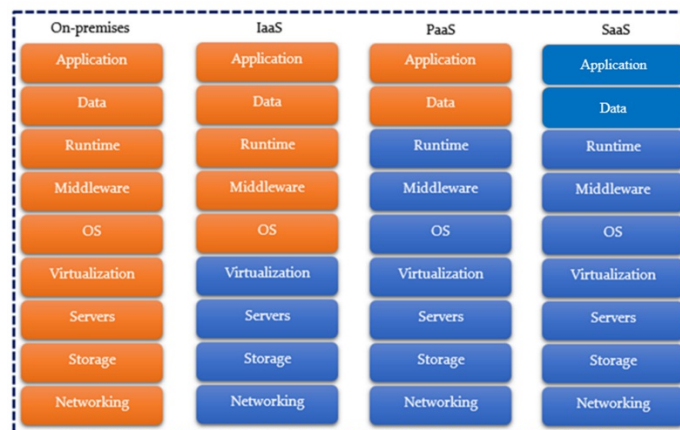 On-premises IaaS PaaS SaaS
Application Application Application Application
Data Data Data Data
Runtime Runtime Runtime Runtime
Middleware Middleware Middleware Middleware
OS OS OS OS
Virtualization Virtualization Virtualization Virtualization
Servers Servers Servers Servers
Storage Storage Storage Storage
Networking Networking Networking Networking